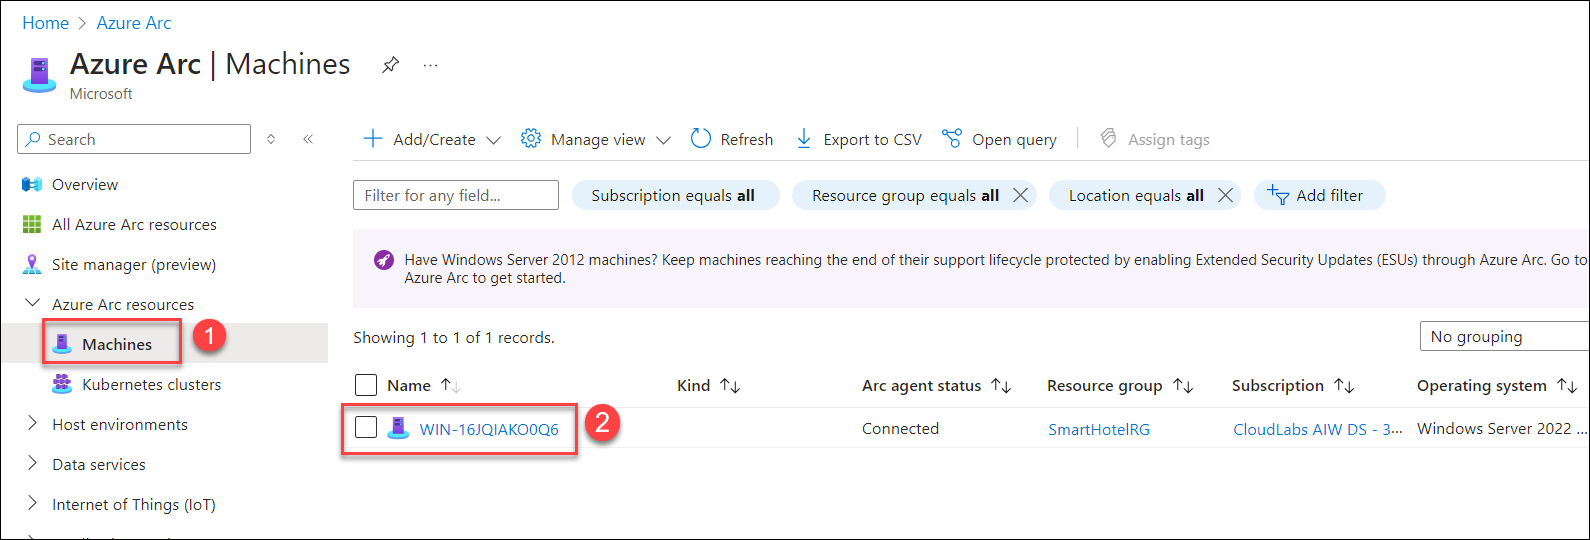 Home > Azure Arc
Azure Arc | Machines
...
Microsoft
Search
«
Add/Create
Manage view
Refresh
Export to CSV
Open query
Assign tags
Overview
All Azure Arc resources
Site manager (preview)
Azure Arc resources
Machines
1
Kubernetes clusters
Host environments
Data services
Internet of Things (IoT)
Filter for any field...
Subscription equals all
Resource group equals all
Location equals all
Add filter
Have Windows Server 2012 machines? Keep machines reaching the end of their support lifecycle protected by enabling Extended Security Updates (ESUs) through Azure Arc. Go to
Azure Arc to get started.
Showing 1 to 1 of 1 records.
No grouping
Name ↑↓ Kind ↑↓ Arc agent status ↑↓ Resource group ↑↓ Subscription ↑↓ Operating system ↑↓
WIN-16JQIAKO0Q6 2 Connected SmartHotelRG CloudLabs AIW DS - 3... Windows Server 2022 ...